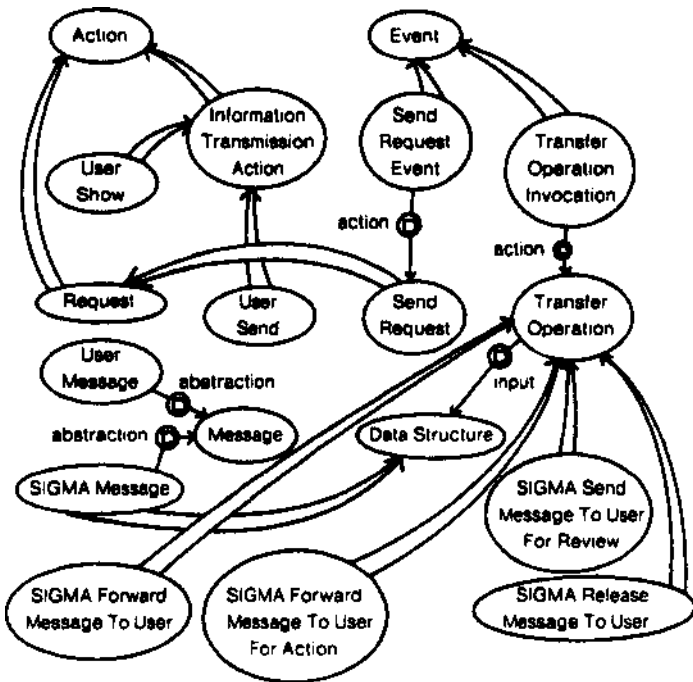 Action
Event
Information
Transmission
Action
Send
Request
Event
Transfer
Operation
Invocation
User
Show
action
action
Request
User
Send
Send
Request
Transfer
Operation
User
Message
abstraction
input
abstraction
Message
Data Structure
SIGMA Message
SIGMA Send
Message To User
For Review
SIGMA Forward
Message To User
SIGMA Forward
Message To User
For Action
SIGMA Release
Message To User